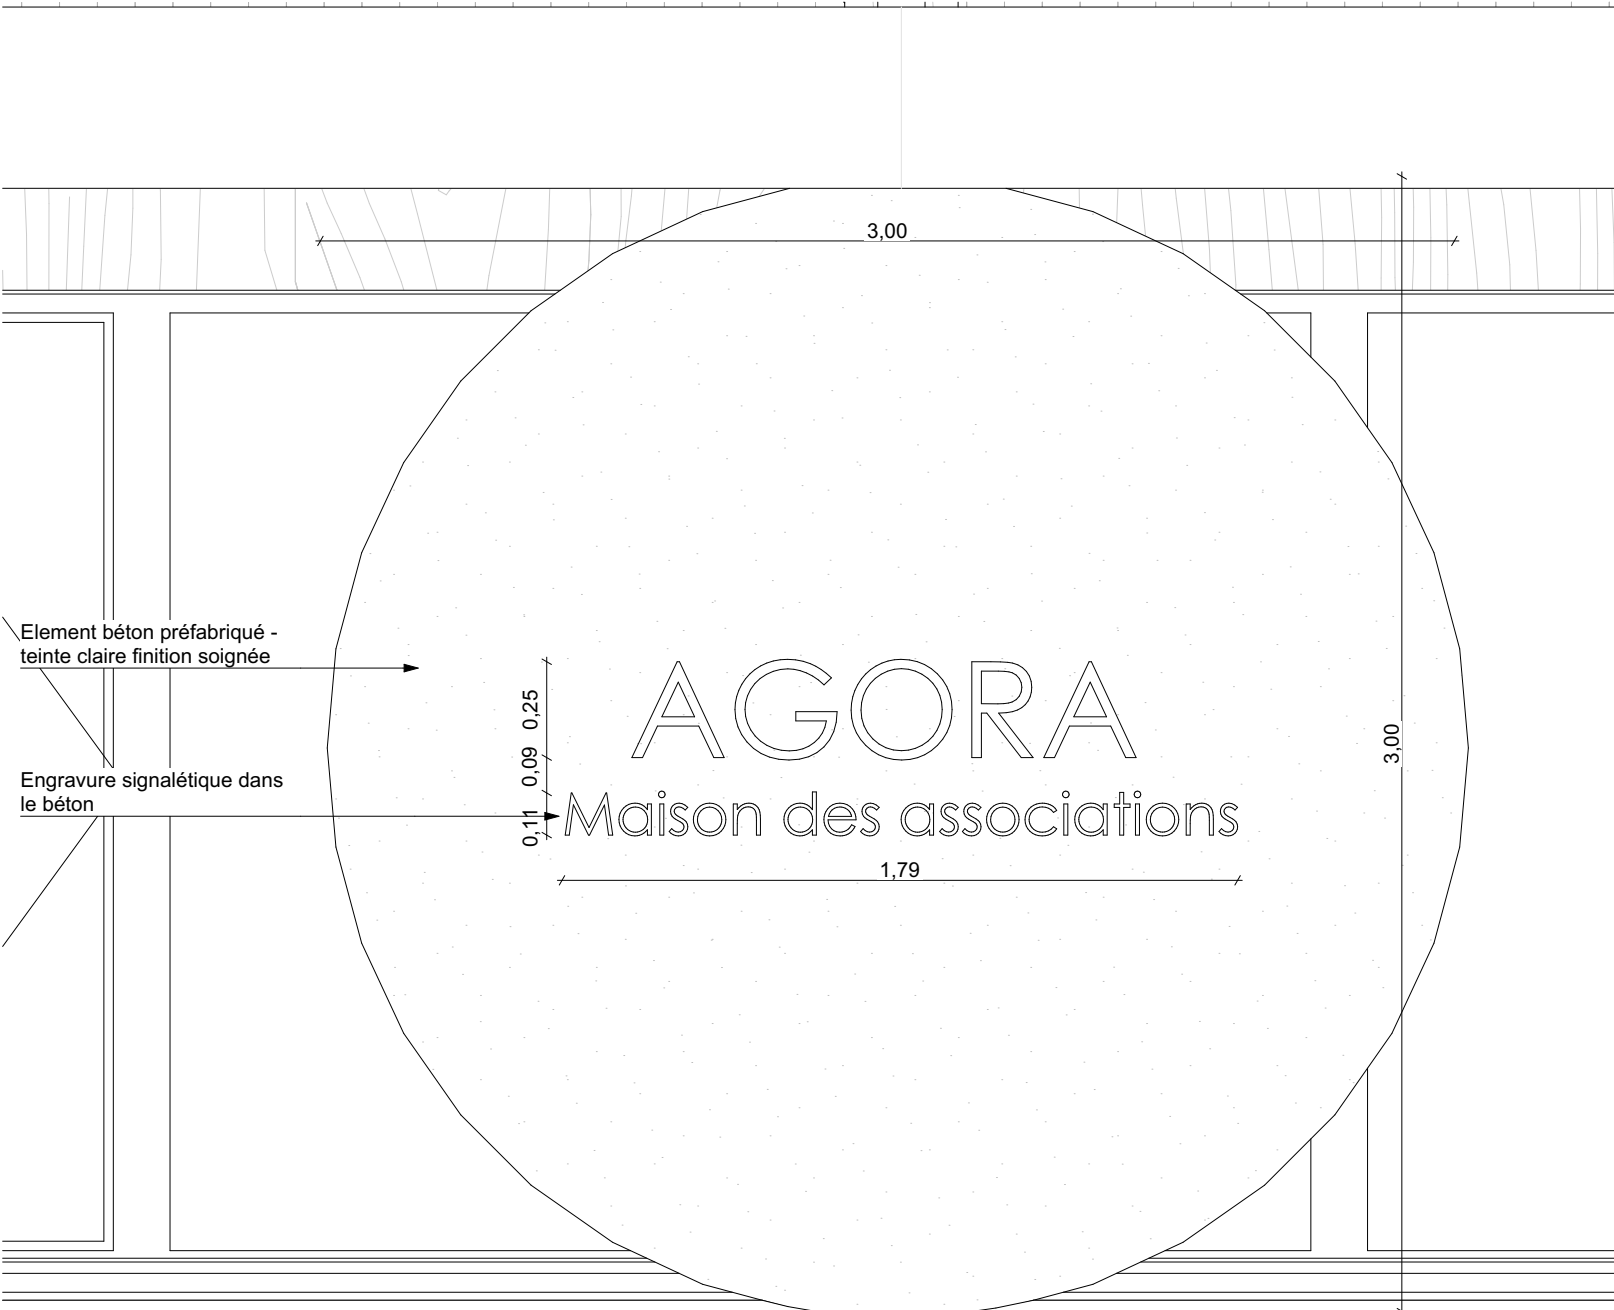 3,00
Element béton préfabriqué -
teinte claire finition soignée
AGORA
0,25
3,00
0,09
Engravure signalétique dans
le béton
Maison des associations
0,11
1,79